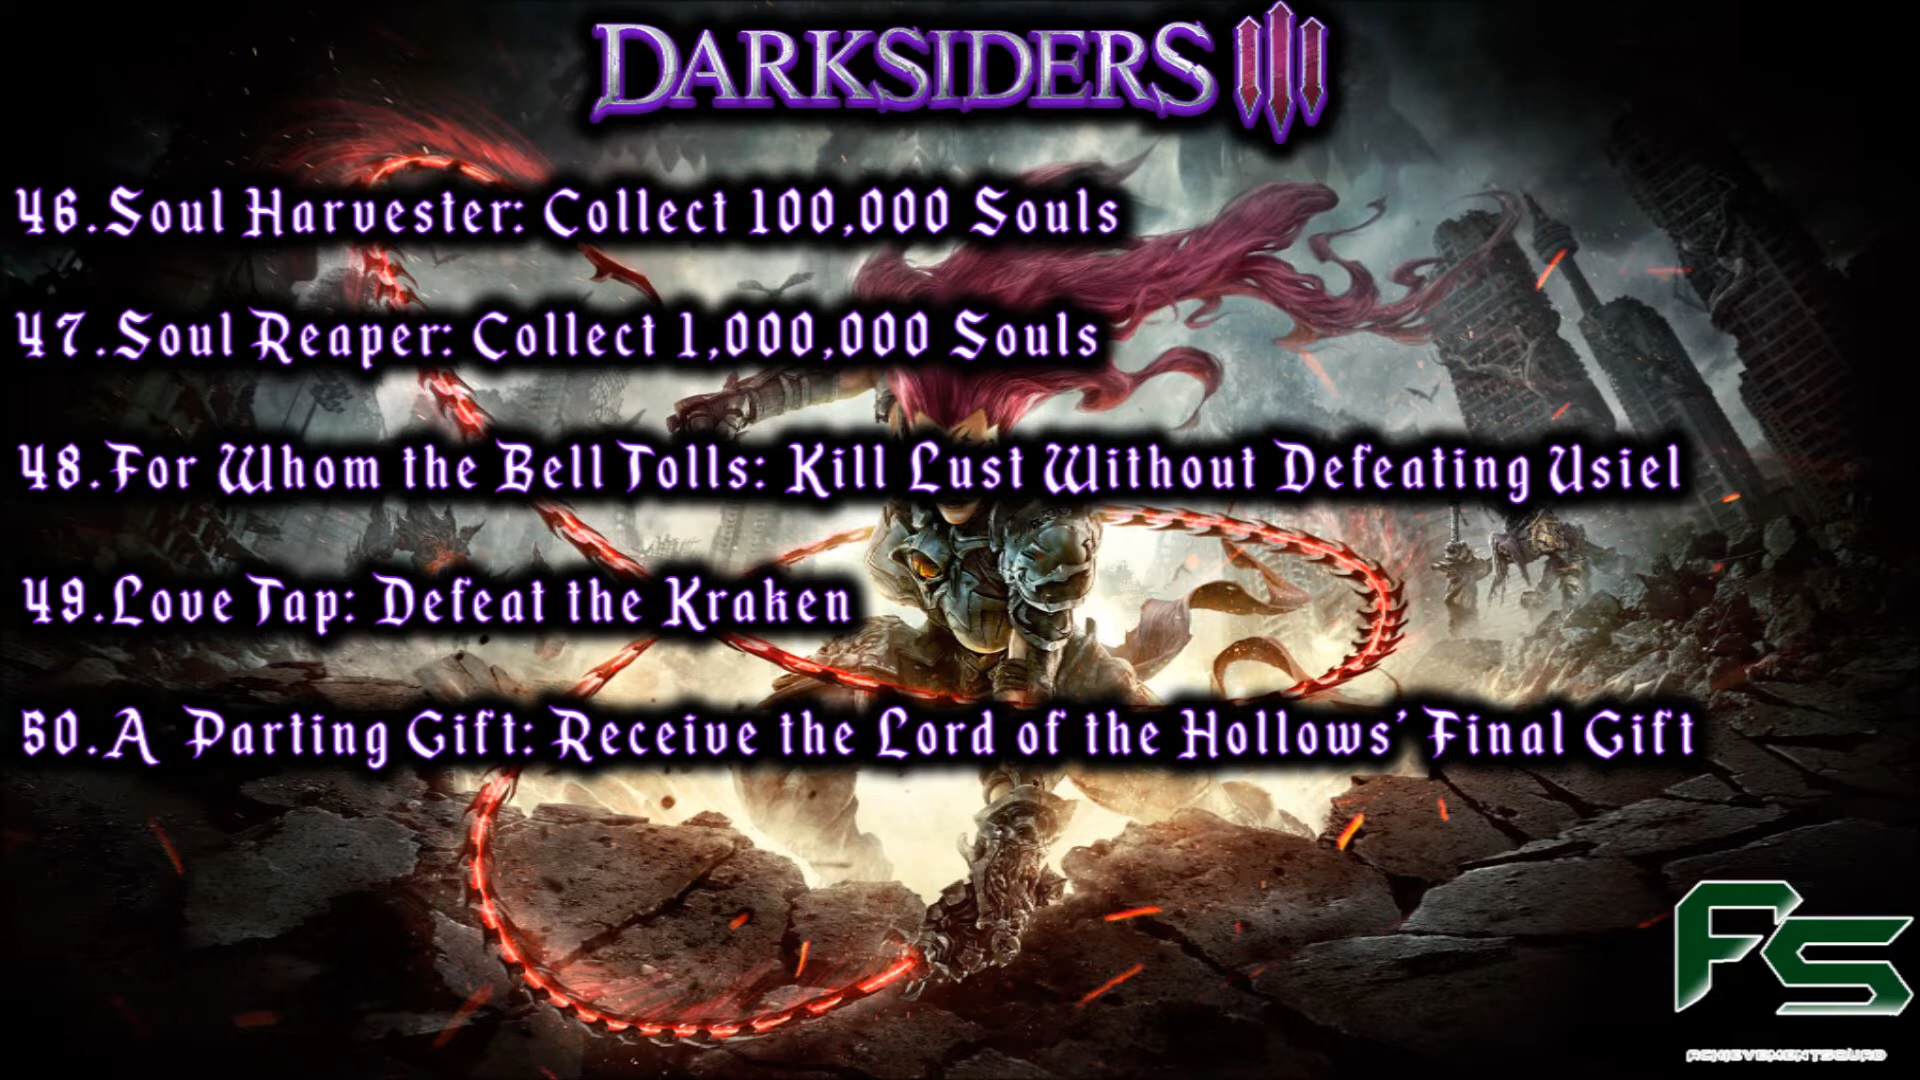 DARKSIDERS III
46.Soul Harvester: Collect 100,000 Souls
47.Soul Reaper: Collect 1,000,000 Souls
48.For Whom the Bell Tolls: Kill Lust Without Defeating Usiel
49.Love Tap: Defeat the Kraken
50.A Parting Gift: Receive the Lord of the Hollows' Final Gift
FS
ACHIEVEMENTSQUAD